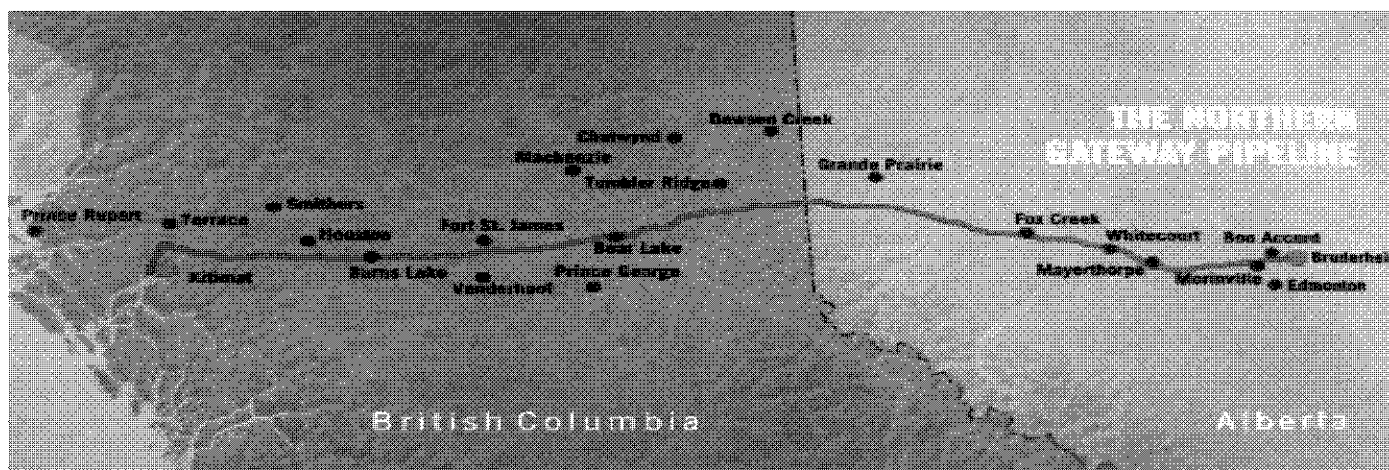 THE NORTHERN
GATEWAY PIPELINE
Dawson Creek
Chetwynd
Mackenzie
Tumbler Ridge
Grande Prairie
Smithers
Prince Rupert
Terrace
Fort St. James
Fox Creek
Houston
Whitecourt
Bon Accord
Bear Lake
Bruderheim
Kitimat
Burns Lake
Prince George
Mayerthorpe
Morinville
Vanderhoof
Edmonton
British Columbia
Alberta